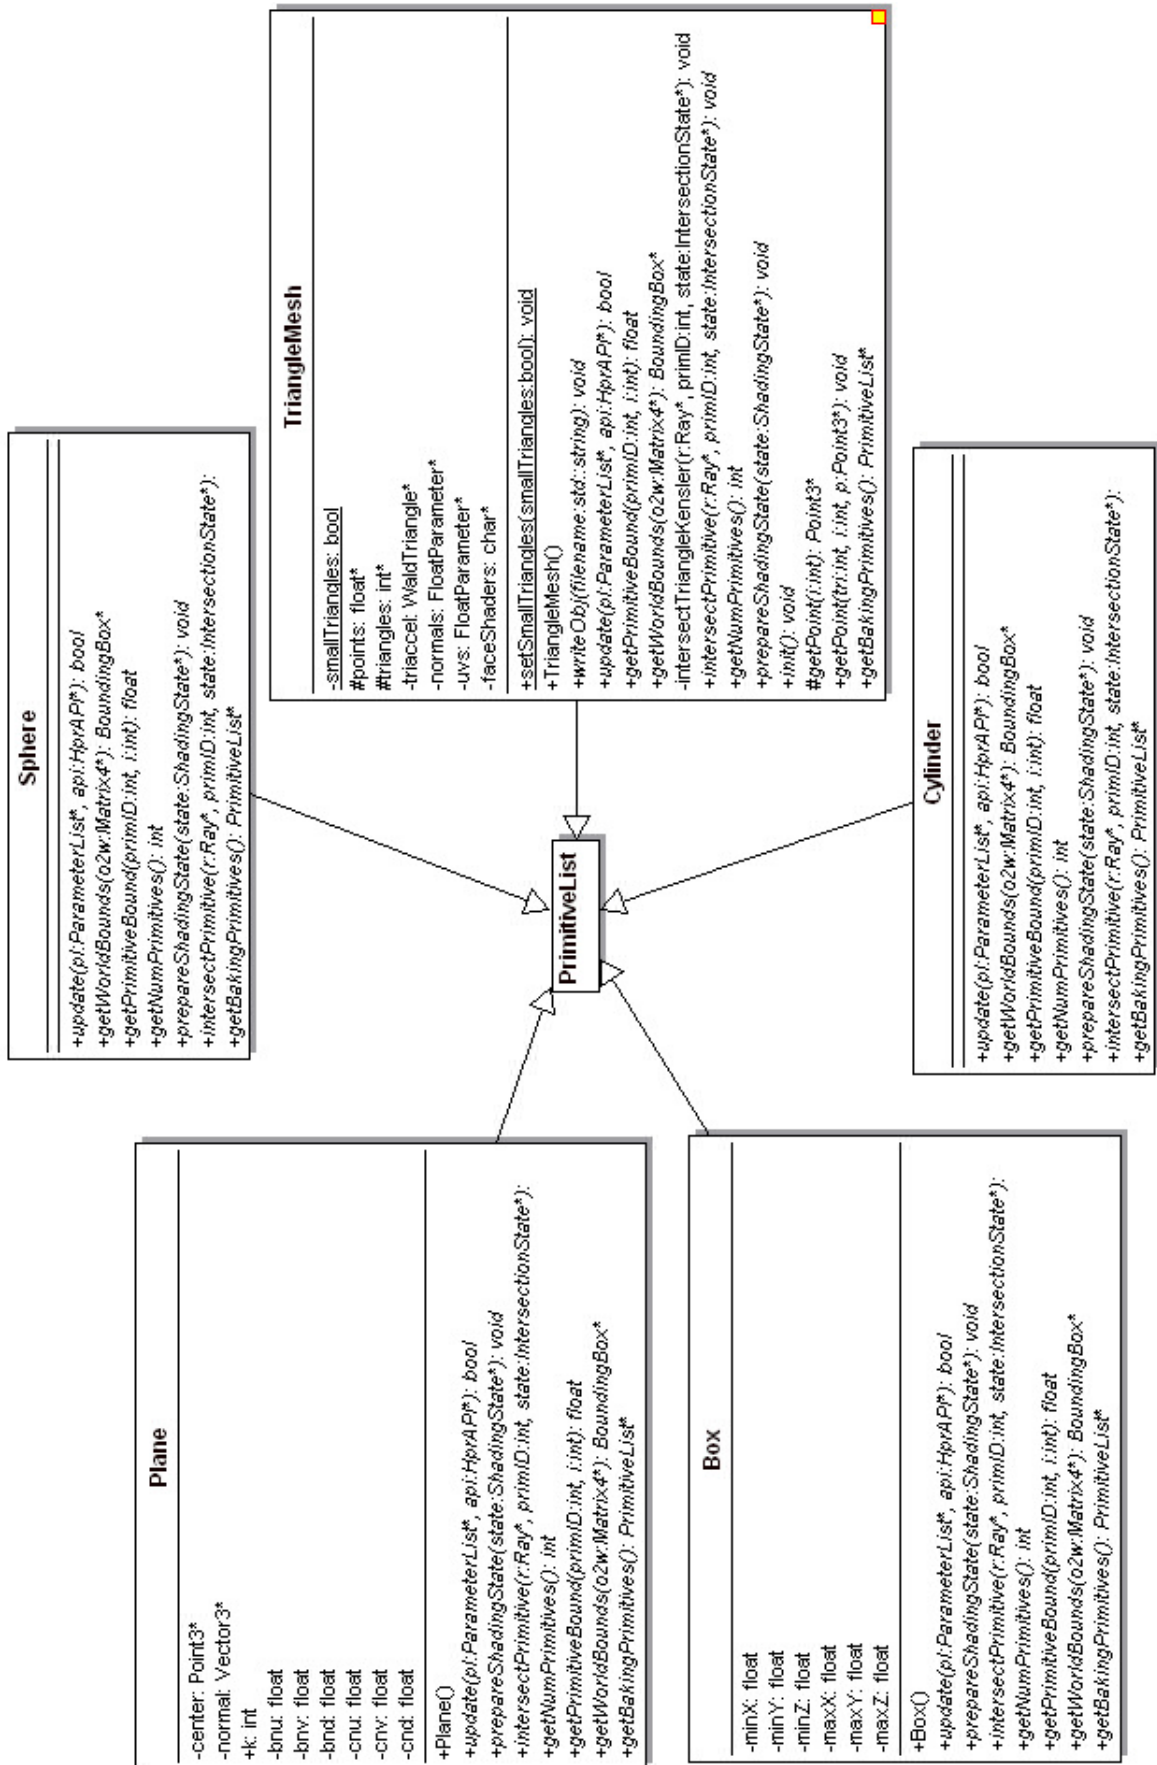 Sphere
+update(pl:ParameterList*, api:HprAPI*): bool
+getWorldBounds(o2w:Matrix4*): BoundingBox*
+getPrimitiveBound(primID:int, i:int): float
+getNumPrimitives(): int
+prepareShadingState(state:ShadingState*): void
+intersectPrimitive(r:Ray*, primID:int, state:IntersectionState*):
+getBakingPrimitives(): PrimitiveList*
TriangleMesh
-smallTriangles: bool
#points: float*
#triangles: int*
-triaccel: WaldTriangle*
-normals: FloatParameter*
-uvs: FloatParameter*
-faceShaders: char*
+setSmallTriangles(smallTriangles:bool): void
+TriangleMesh()
+writeObj(filename:std::string): void
+update(pl:ParameterList*, api:HprAPI*): bool
+getPrimitiveBound(primID:int, i:int): float
+getWorldBounds(o2w:Matrix4*): BoundingBox*
-intersectTriangleKensler(r:Ray*, primID:int, state:IntersectionState*): void
+intersectPrimitive(r:Ray*, primID:int, state:IntersectionState*): void
+getNumPrimitives(): int
+prepareShadingState(state:ShadingState*): void
+init(): void
#getPoint(i:int): Point3*
+getPoint(tri:int, i:int, p:Point3*): void
+getBakingPrimitives(): PrimitiveList*
Cylinder
+update(pl:ParameterList*, api:HprAPI*): bool
+getWorldBounds(o2w:Matrix4*): BoundingBox*
+getPrimitiveBound(primID:int, i:int): float
+getNumPrimitives(): int
+prepareShadingState(state:ShadingState*): void
+intersectPrimitive(r:Ray*, primID:int, state:IntersectionState*):
+getBakingPrimitives(): PrimitiveList*
PrimitiveList
Plane
-center: Point3*
-normal: Vector3*
+k: int
-bnu: float
-bnv: float
-bnd: float
-cnu: float
-cnv: float
-cnd: float
+Plane()
+update(pl:ParameterList*, api:HprAPI*): bool
+prepareShadingState(state:ShadingState*): void
+intersectPrimitive(r:Ray*, primID:int, state:IntersectionState*):
+getNumPrimitives(): int
+getPrimitiveBound(primID:int, i:int): float
+getWorldBounds(o2w:Matrix4*): BoundingBox*
+getBakingPrimitives(): PrimitiveList*
Box
-minX: float
-minY: float
-minZ: float
-maxX: float
-maxY: float
-maxZ: float
+Box()
+update(pl:ParameterList*, api:HprAPI*): bool
+prepareShadingState(state:ShadingState*): void
+intersectPrimitive(r:Ray*, primID:int, state:IntersectionState*):
+getNumPrimitives(): int
+getPrimitiveBound(primID:int, i:int): float
+getWorldBounds(o2w:Matrix4*): BoundingBox*
+getBakingPrimitives(): PrimitiveList*